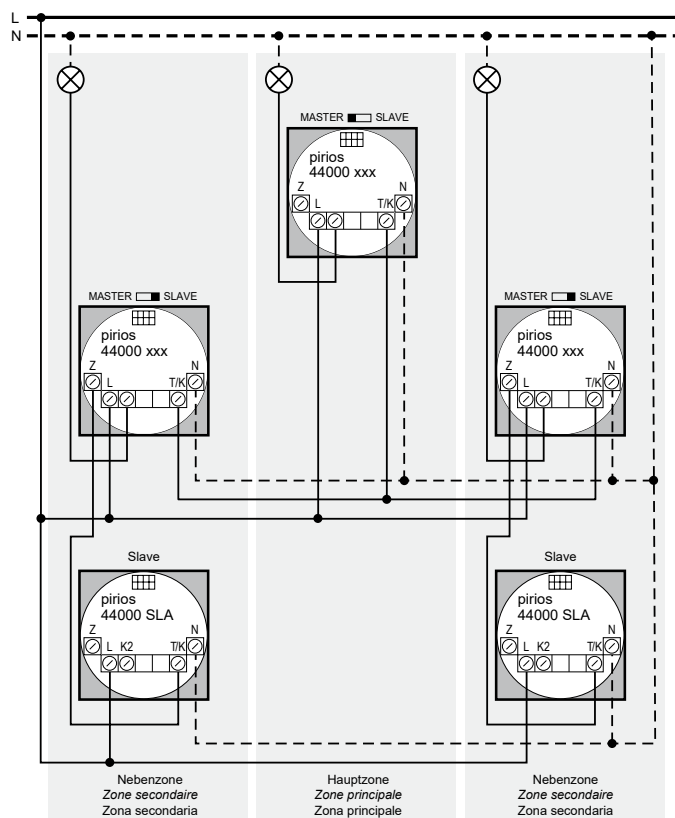 L
N
MASTER SLAVE
pirios
44000 xxx
Z
L
T/K
N
MASTER SLAVE
pirios
44000 xxx
Z
L
T/K
N
MASTER SLAVE
pirios
44000 xxx
Z
L
T/K
N
Slave
pirios
44000 SLA
Z
L K2
T/K
N
Slave
pirios
44000 SLA
Z
L K2
T/K
N
Nebenzone
Zone secondaire
Zona secondaria
Hauptzone
Zone principale
Zona principale
Nebenzone
Zone secondaire
Zona secondaria